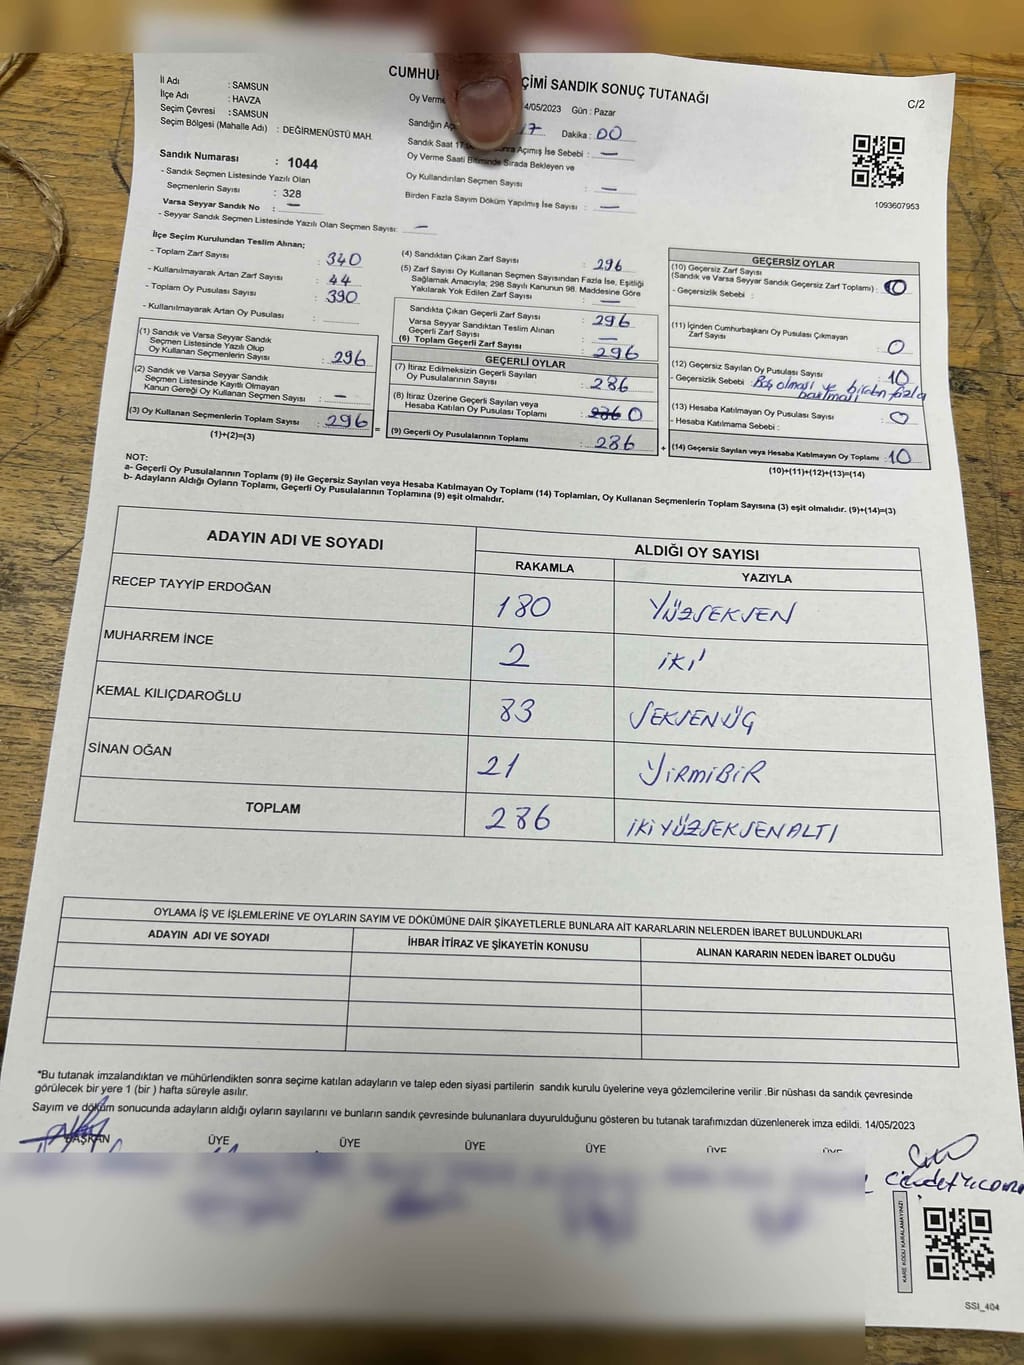 CUMHUR ÇİMİ SANDIK SONUÇ TUTANAĞI
C/2
İl Adı : SAMSUN
İlçe Adı : HAVZA
Seçim Çevresi : SAMSUN
Seçim Bölgesi (Mahalle Adı) : DEĞİRMENÜSTÜ MAH.
Oy Verme 4/05/2023 Gün : Pazar
Sandığın Aç 17 Dakika : 00
Sandık Saat 17 Açmış İse Sebebi : —
Oy Verme Saati Bitiminde Sırada Bekleyen ve
Oy Kullandırılan Seçmen Sayısı : —
Birden Fazla Sayım Döküm Yapılmış İse Sayısı : —
1093607953
Sandık Numarası : 1044
- Sandık Seçmen Listesinde Yazılı Olan
Seçmenlerin Sayısı : 328
Varsa Seyyar Sandık No : —
- Seyyar Sandık Seçmen Listesinde Yazılı Olan Seçmen Sayısı : —
İlçe Seçim Kurulundan Teslim Alınan;
- Toplam Zarf Sayısı : 340
- Kullanılmayarak Artan Zarf Sayısı : 44
- Toplam Oy Pusulası Sayısı : 390
- Kullanılmayarak Artan Oy Pusulası :
(1) Sandık ve Varsa Seyyar Sandık
Seçmen Listesinde Yazılı Olup
Oy Kullanan Seçmenlerin Sayısı : 296
(2) Sandık ve Varsa Seyyar Sandık
Seçmen Listesinde Kayıtlı Olmayan
Kanun Gereği Oy Kullanan Seçmen Sayısı : —
(3) Oy Kullanan Seçmenlerin Toplam Sayısı : 296
(1)+(2)=(3)
(4) Sandıktan Çıkan Zarf Sayısı : 296
(5) Zarf Sayısı Oy Kullanan Seçmen Sayısından Fazla İse, Eşitliği
Sağlamak Amacıyla; 298 Sayılı Kanunun 98. Maddesine Göre
Yakılarak Yok Edilen Zarf Sayısı : —
Sandıkta Çıkan Geçerli Zarf Sayısı : 296
Varsa Seyyar Sandıktan Teslim Alınan
Geçerli Zarf Sayısı : —
(6) Toplam Geçerli Zarf Sayısı : 296
GEÇERLİ OYLAR
(7) İtiraz Edilmeksizin Geçerli Sayılan
Oy Pusulalarının Sayısı : 286
(8) İtiraz Üzerine Geçerli Sayılan veya
Hesaba Katılan Oy Pusulası Toplamı : 286 0
= (9) Geçerli Oy Pusulalarının Toplamı : 286
GEÇERSİZ OYLAR
(10) Geçersiz Zarf Sayısı
(Sandık ve Varsa Seyyar Sandık Geçersiz Zarf Toplamı) : 0
- Geçersizlik Sebebi :
(11) İçinden Cumhurbaşkanı Oy Pusulası Çıkmayan
Zarf Sayısı : 0
(12) Geçersiz Sayılan Oy Pusulası Sayısı : 10
- Geçersizlik Sebebi : Boş olması ve birden fazla
basılması
(13) Hesaba Katılmayan Oy Pusulası Sayısı : 0
- Hesaba Katılmama Sebebi :
+ (14) Geçersiz Sayılan veya Hesaba Katılmayan Oy Toplamı : 10
(10)+(11)+(12)+(13)=(14)
NOT:
a- Geçerli Oy Pusulalarının Toplamı (9) ile Geçersiz Sayılan veya Hesaba Katılmayan Oy Toplamı (14) Toplamları, Oy Kullanan Seçmenlerin Toplam Sayısına (3) eşit olmalıdır. (9)+(14)=(3)
b- Adayların Aldığı Oyların Toplamı, Geçerli Oy Pusulalarının Toplamına (9) eşit olmalıdır.
ADAYIN ADI VE SOYADI ALDIĞI OY SAYISI
RAKAMLA YAZIYLA
RECEP TAYYİP ERDOĞAN 180 YÜZSEKSEN
MUHARREM İNCE 2 İKİ
KEMAL KILIÇDAROĞLU 83 SEKSENÜÇ
SİNAN OĞAN 21 YİRMİBİR
TOPLAM 286 İKİYÜZSEKSENALTI
OYLAMA İŞ VE İŞLEMLERİNE VE OYLARIN SAYIM VE DÖKÜMÜNE DAİR ŞİKAYETLERLE BUNLARA AİT KARARLARIN NELERDEN İBARET BULUNDUKLARI
ADAYIN ADI VE SOYADI İHBAR İTİRAZ VE ŞİKAYETİN KONUSU ALINAN KARARIN NEDEN İBARET OLDUĞU
*Bu tutanak imzalandıktan ve mühürlendikten sonra seçime katılan adayların ve talep eden siyasi partilerin sandık kurulu üyelerine veya gözlemcilerine verilir .Bir nüshası da sandık çevresinde
görülecek bir yere 1 (bir ) hafta süreyle asılır.
Sayım ve döküm sonucunda adayların aldığı oyların sayılarını ve bunların sandık çevresinde bulunanlara duyurulduğunu gösteren bu tutanak tarafımızdan düzenlenerek imza edildi. 14/05/2023
BAŞKAN ÜYE ÜYE ÜYE ÜYE ÜYE ÜYE
KARE KODU KARALAMAYINIZ!
SSI_404